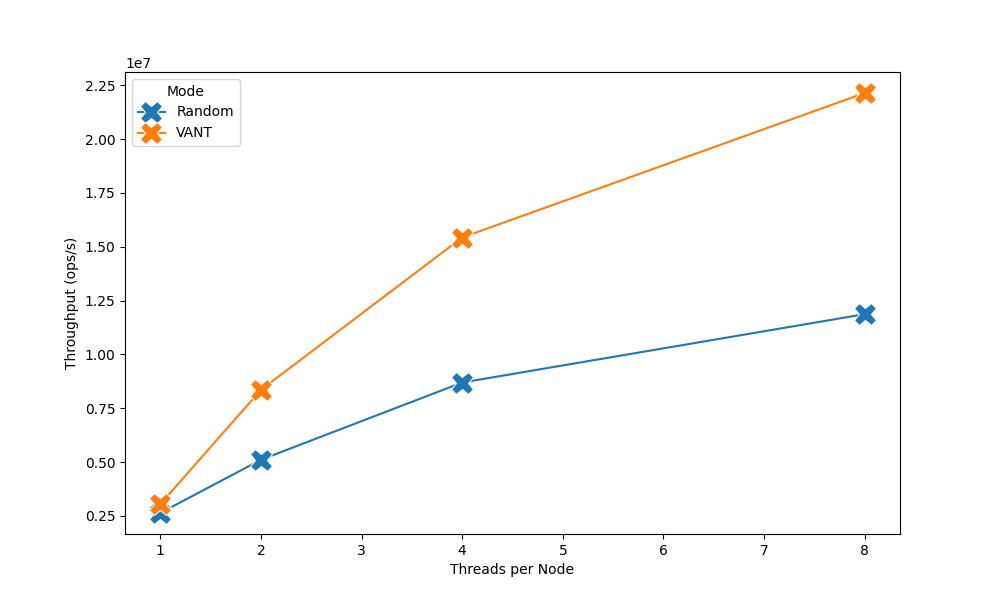 1e7
Mode
Random
VANT
2.25
2.00
1.75
1.50
1.25
1.00
0.75
0.50
0.25
Throughput (ops/s)
1 2 3 4 5 6 7 8
Threads per Node